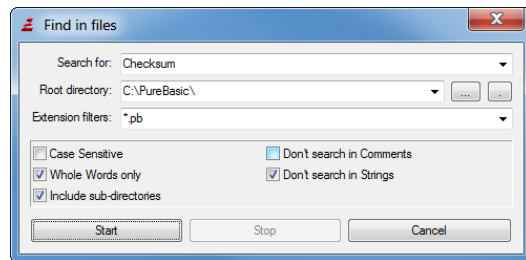 Find in files
Search for: Checksum
Root directory: C:\PureBasic\ ... .
Extension filters: *.pb
Case Sensitive Don't search in Comments
Whole Words only Don't search in Strings
Include sub-directories
Start Stop Cancel